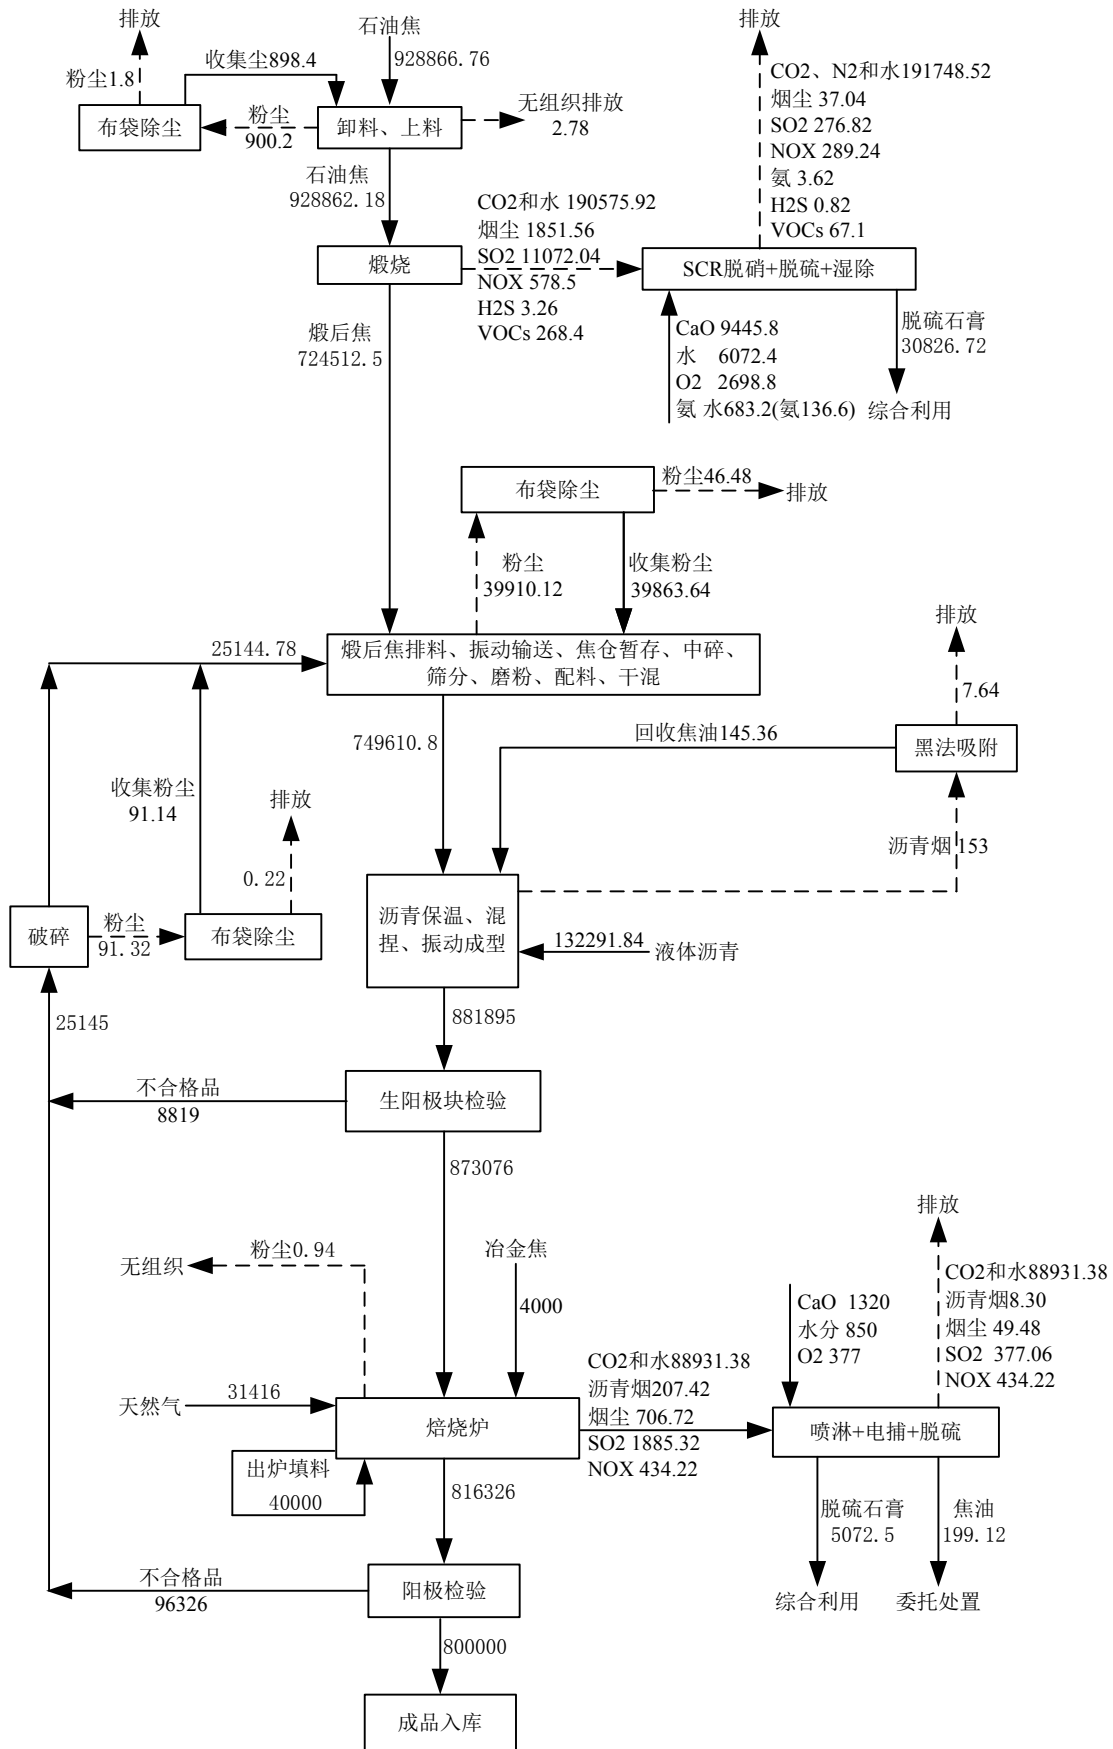 排放
石油焦
排放
粉尘1.8
收集尘898.4
928866.76
CO2、N2和水191748.52
烟尘 37.04
SO2 276.82
NOX 289.24
氨 3.62
H2S 0.82
VOCs 67.1
布袋除尘
粉尘
900.2
卸料、上料
无组织排放
2.78
石油焦
928862.18
CO2和水 190575.92
烟尘 1851.56
SO2 11072.04
NOX 578.5
H2S 3.26
VOCs 268.4
煅烧
SCR脱硝+脱硫+湿除
煅后焦
724512.5
CaO 9445.8
水 6072.4
O2 2698.8
氨 水683.2(氨136.6)
脱硫石膏
30826.72
综合利用
布袋除尘
粉尘46.48
排放
粉尘
39910.12
收集粉尘
39863.64
25144.78
煅后焦排料、振动输送、焦仓暂存、中碎、
筛分、磨粉、配料、干混
排放
7.64
749610.8
回收焦油145.36
黑法吸附
收集粉尘
91.14
排放
0.22
沥青烟 153
破碎
粉尘
91.32
布袋除尘
沥青保温、混
捏、振动成型
132291.84
液体沥青
25145
881895
不合格品
8819
生阳极块检验
873076
无组织
粉尘0.94
冶金焦
4000
排放
CaO 1320
水分 850
O2 377
CO2和水88931.38
沥青烟8.30
烟尘 49.48
SO2 377.06
NOX 434.22
天然气
31416
焙烧炉
CO2和水88931.38
沥青烟207.42
烟尘 706.72
SO2 1885.32
NOX 434.22
喷淋+电捕+脱硫
出炉填料
40000
816326
脱硫石膏
5072.5
焦油
199.12
不合格品
96326
阳极检验
综合利用
委托处置
800000
成品入库